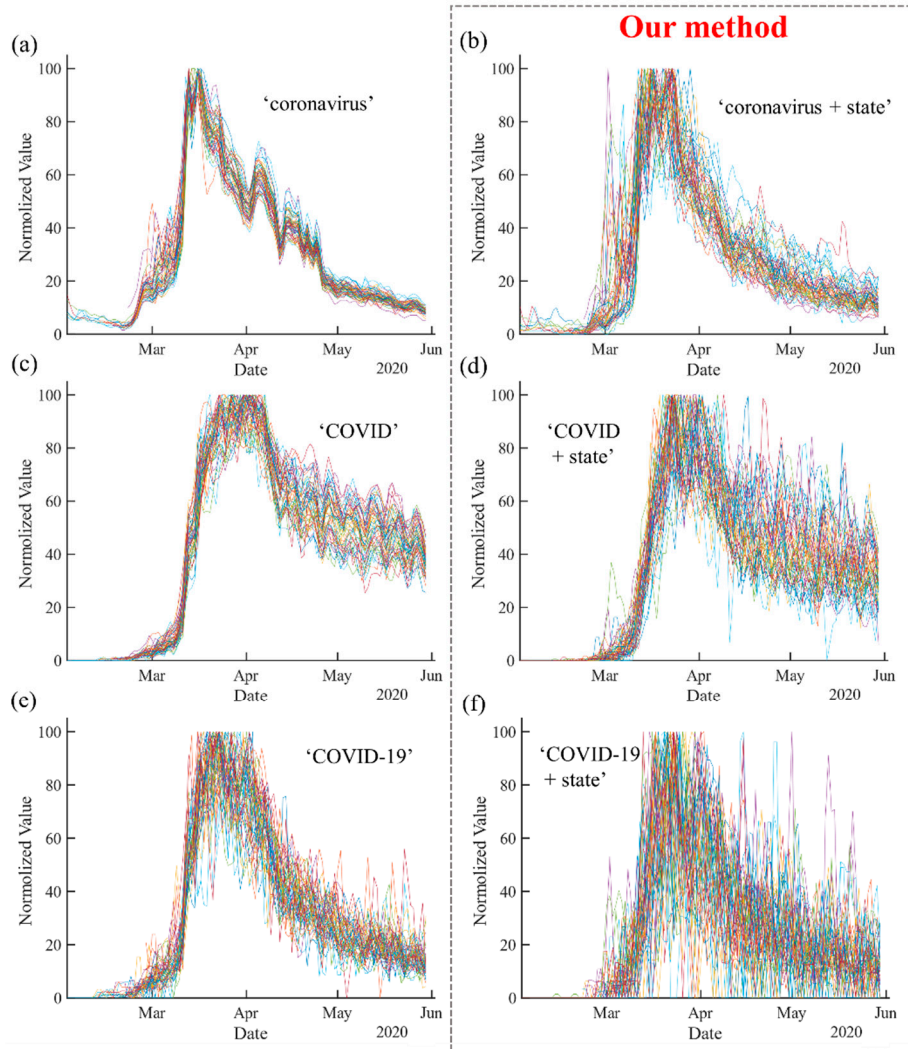 Our method
(a)
100
80
60
40
20
0
Normolized Value
‘coronavirus’
Mar
Apr
May
Jun
Date
2020
(b)
100
80
60
40
20
0
Normolized Value
‘coronavirus + state’
Mar
Apr
May
Jun
Date
2020
(c)
100
80
60
40
20
0
Normolized Value
‘COVID’
Mar
Apr
May
Jun
Date
2020
(d)
100
80
60
40
20
0
Normolized Value
‘COVID
+ state’
Mar
Apr
May
Jun
Date
2020
(e)
100
80
60
40
20
0
Normolized Value
‘COVID-19’
Mar
Apr
May
Jun
Date
2020
(f)
100
80
60
40
20
0
Normolized Value
‘COVID-19
+ state’
Mar
Apr
May
Jun
Date
2020